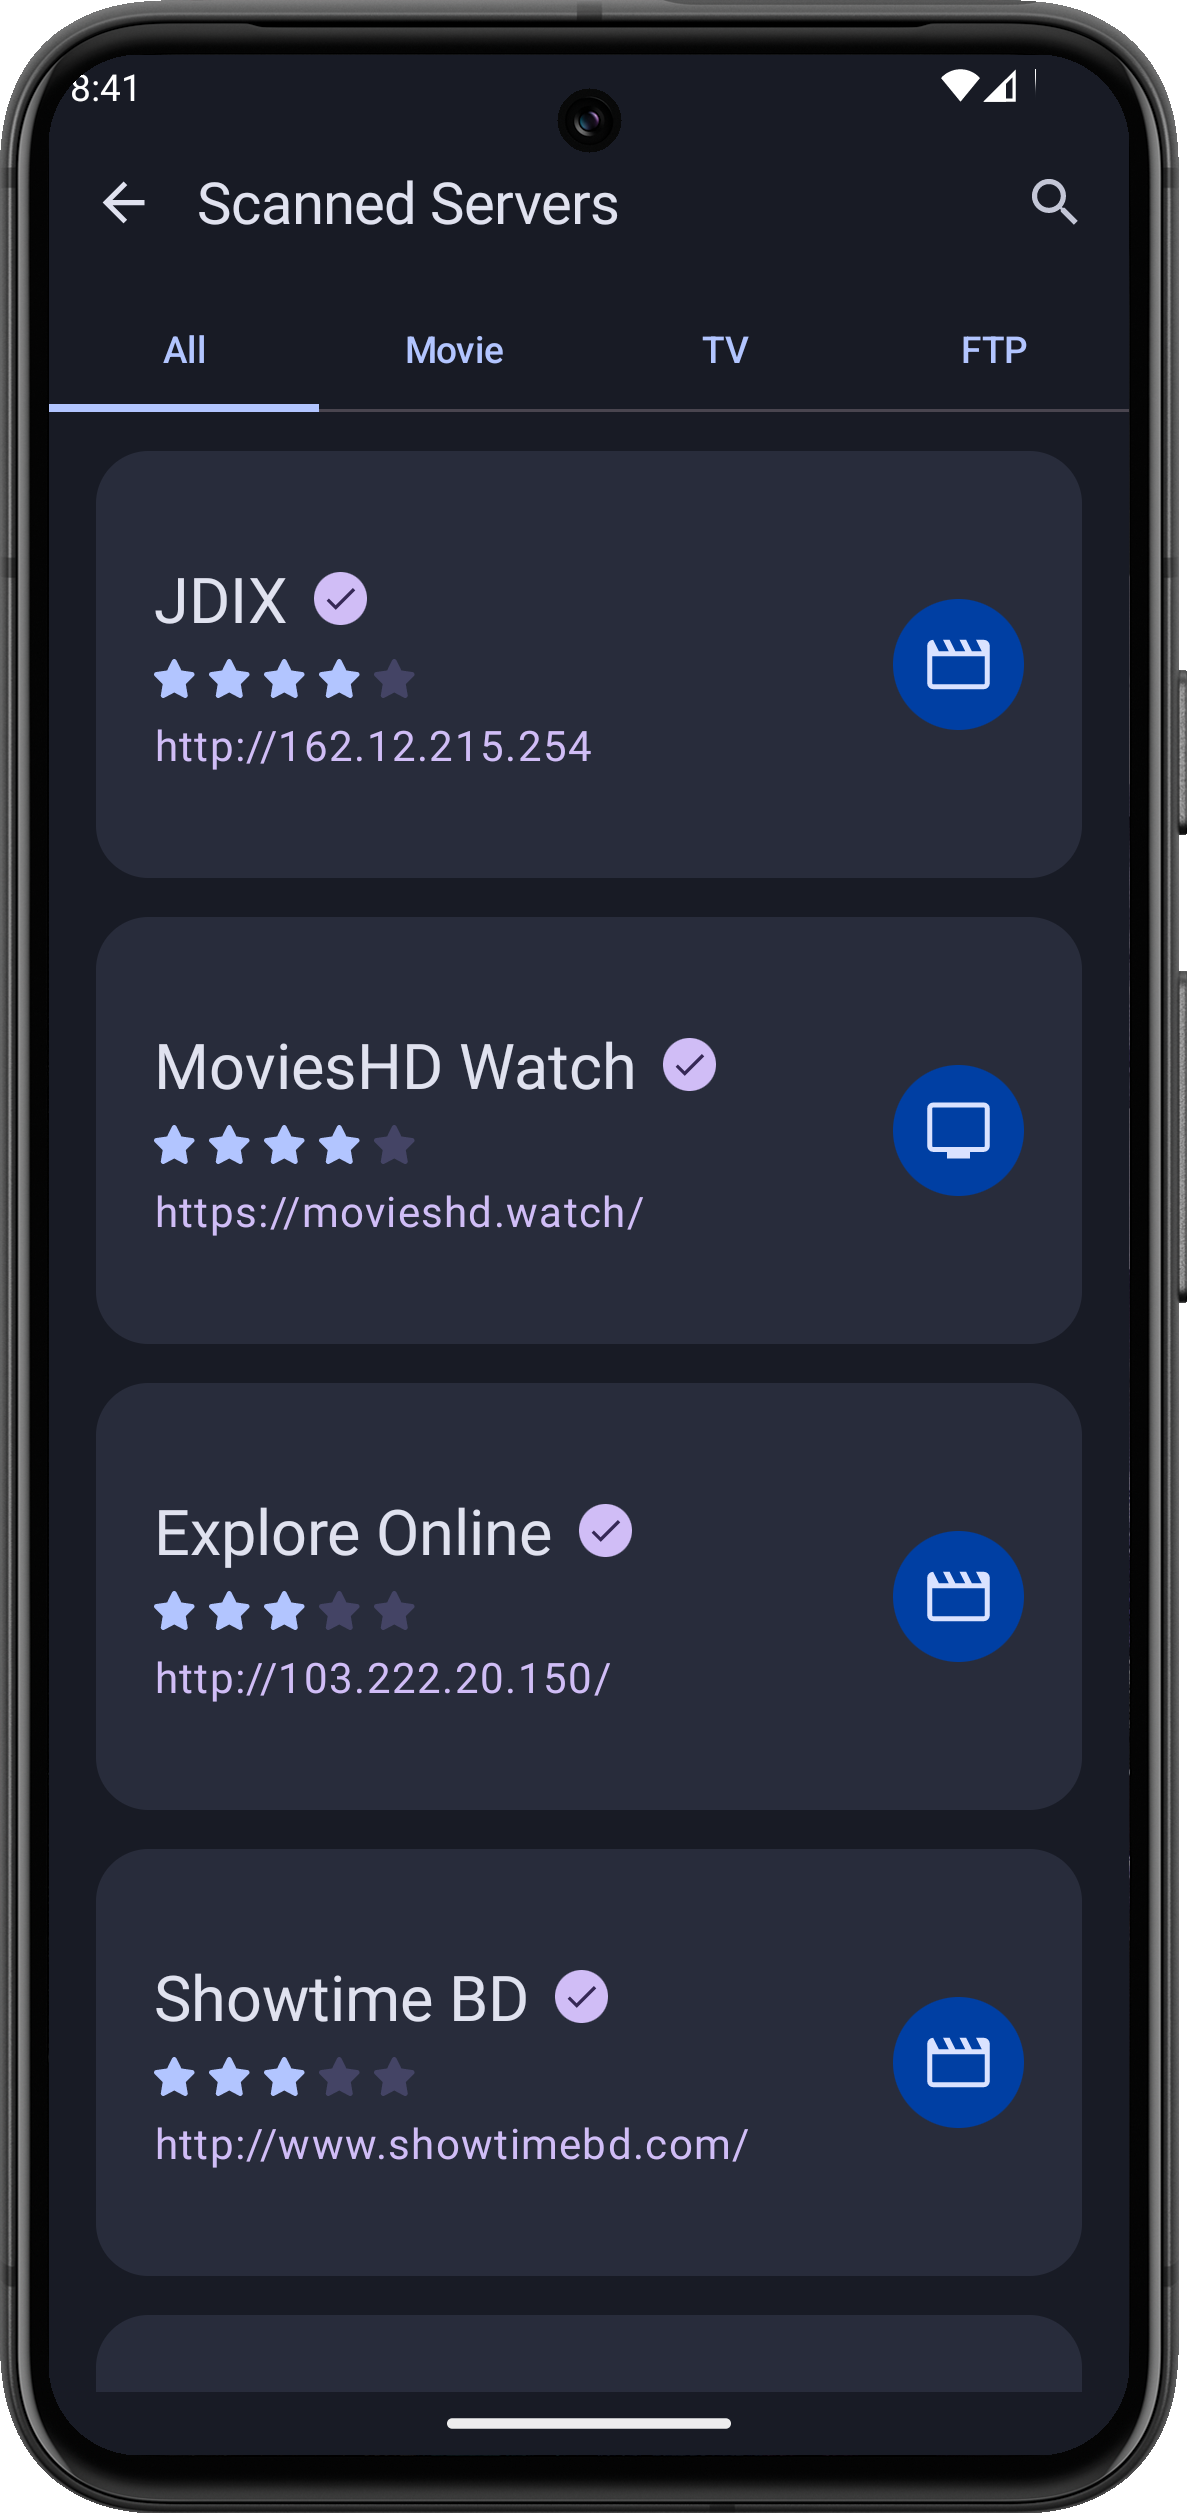 8:41
Scanned Servers
All Movie TV FTP
JDIX
http://162.12.215.254
MoviesHD Watch
https://movieshd.watch/
Explore Online
http://103.222.20.150/
Showtime BD
http://www.showtimebd.com/